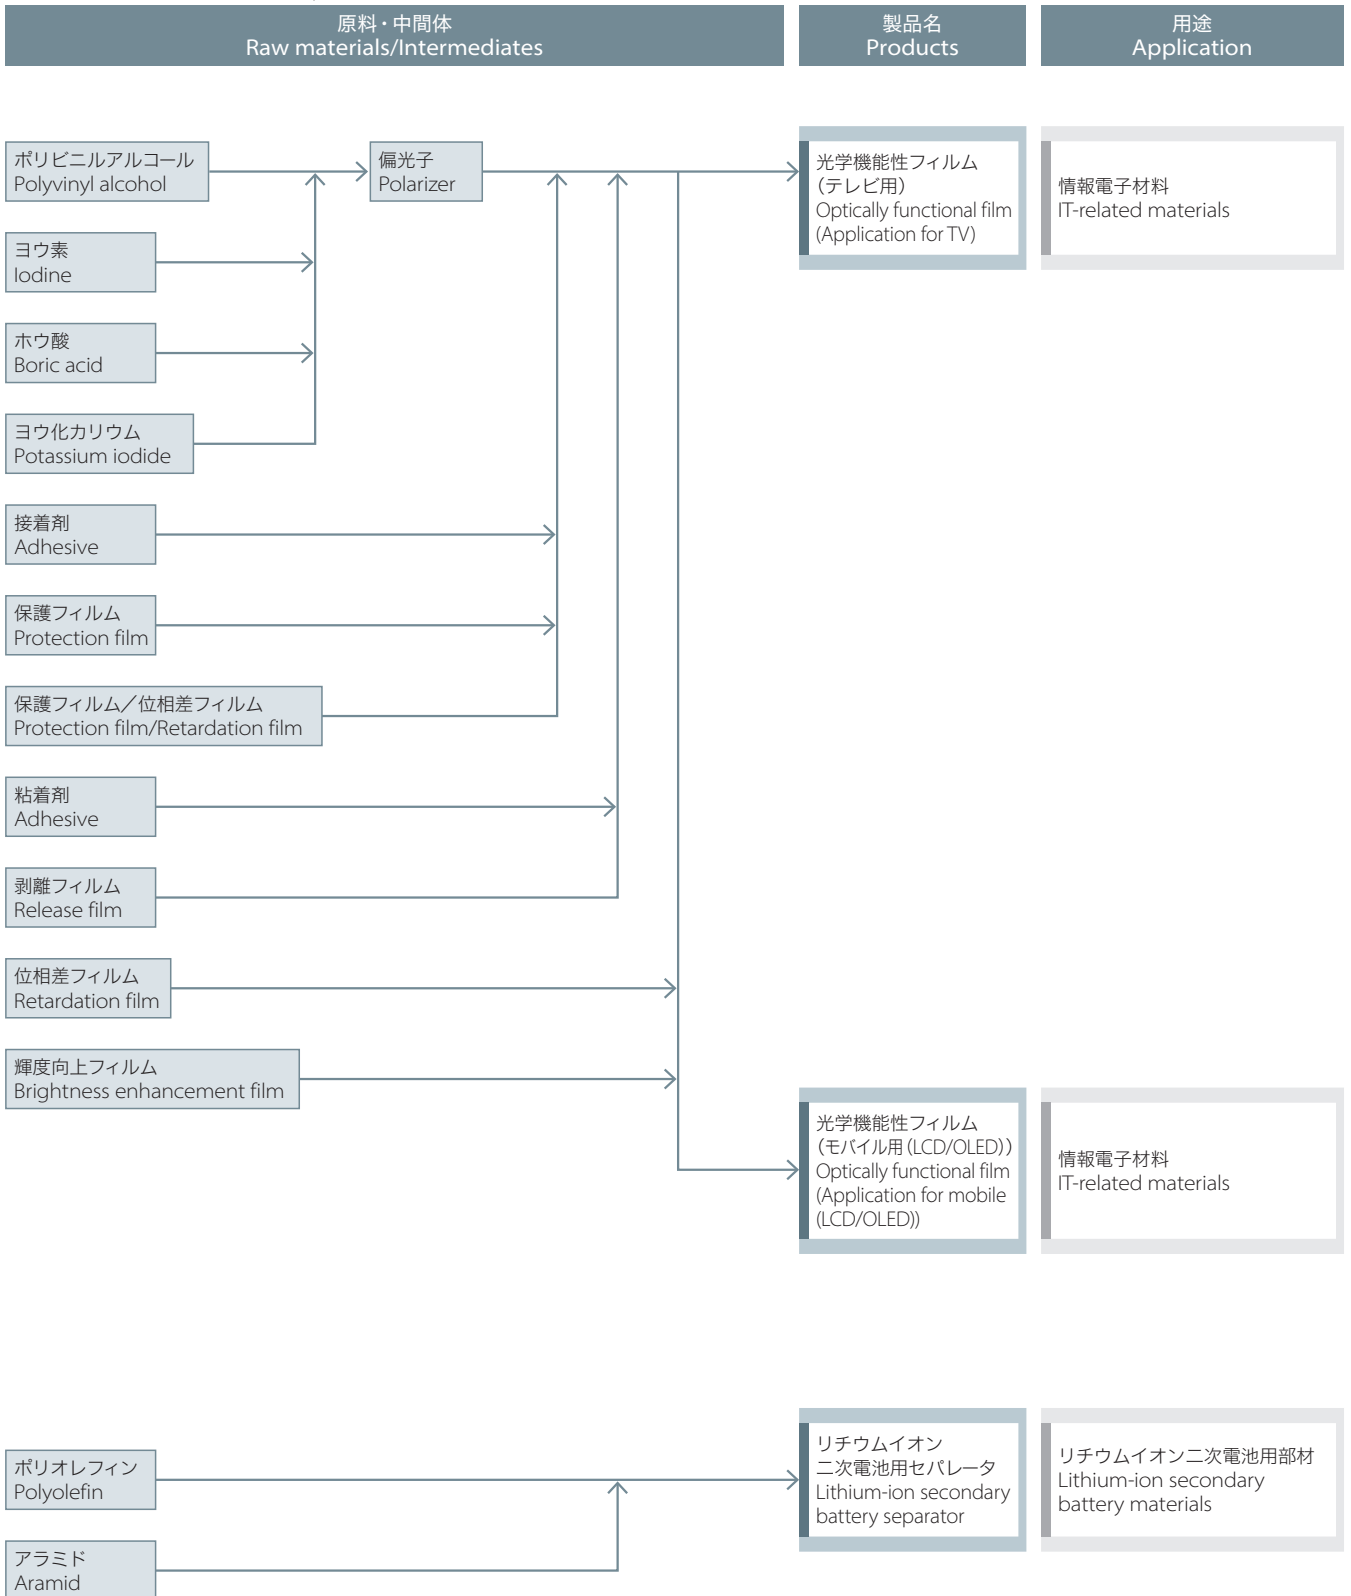 原料・中間体
Raw materials/Intermediates
製品名
Products
用途
Application
ポリビニルアルコール
Polyvinyl alcohol
偏光子
Polarizer
光学機能性フィルム
（テレビ用）
Optically functional film
(Application for TV)
情報電子材料
IT-related materials
ヨウ素
Iodine
ホウ酸
Boric acid
ヨウ化カリウム
Potassium iodide
接着剤
Adhesive
保護フィルム
Protection film
保護フィルム／位相差フィルム
Protection film/Retardation film
粘着剤
Adhesive
剥離フィルム
Release film
位相差フィルム
Retardation film
輝度向上フィルム
Brightness enhancement film
光学機能性フィルム
（モバイル用(LCD/OLED)）
Optically functional film
(Application for mobile
(LCD/OLED))
情報電子材料
IT-related materials
ポリオレフィン
Polyolefin
リチウムイオン
二次電池用セパレータ
Lithium-ion secondary
battery separator
リチウムイオン二次電池用部材
Lithium-ion secondary
battery materials
アラミド
Aramid